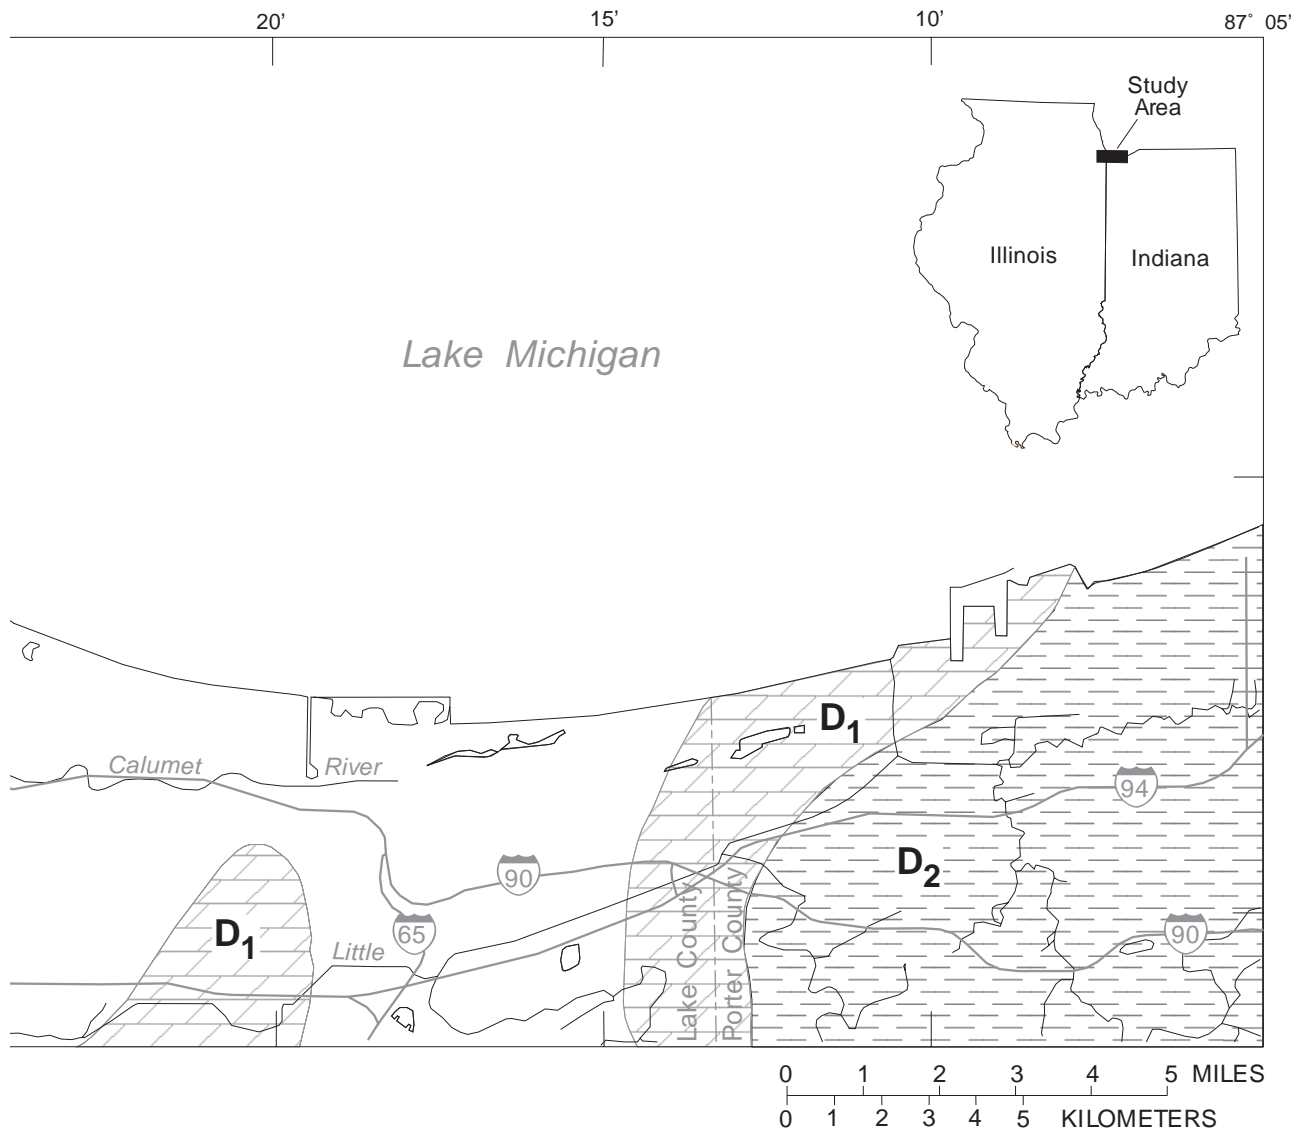 20’ 15’ 10’ 87° 05’
Study
Area
Illinois Indiana
Lake Michigan
D1
Calumet River
94
D2
90
Lake County
Porter County
D1
65
Little
90
0 1 2 3 4 5 MILES
0 1 2 3 4 5 KILOMETERS